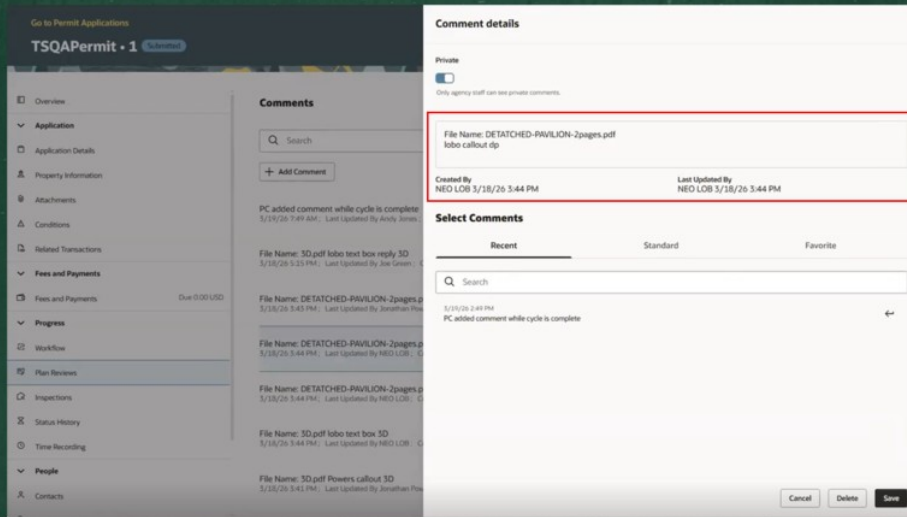 Go to Permit Applications
TSQAPermit • 1 Submitted
Overview
Application
Application Details
Property Information
Attachments
Conditions
Related Transactions
Fees and Payments
Fees and Payments Due 0.00 USD
Progress
Workflow
Plan Reviews
Inspections
Status History
Time Recording
People
Contacts
Comments
Search
Add Comment
PC added comment while cycle is complete
3/19/26 7:49 AM; Last Updated By Andy Jones;
File Name: 3D.pdf lobo text box reply 3D
3/18/26 5:15 PM; Last Updated By Joe Green;
File Name: DETATCHED-PAVILION-2pages.p
3/18/26 3:45 PM; Last Updated By Jonathan Pow
File Name: DETATCHED-PAVILION-2pages.p
3/18/26 3:44 PM; Last Updated By NEO LOB;
File Name: DETATCHED-PAVILION-2pages.p
3/18/26 3:44 PM; Last Updated By NEO LOB;
File Name: 3D.pdf lobo text box 3D
3/18/26 3:44 PM; Last Updated By NEO LOB;
File Name: 3D.pdf Powers callout 3D
3/18/26 3:41 PM; Last Updated By Jonathan Pow
Comment details
Private
Only agency staff can see private comments.
File Name: DETATCHED-PAVILION-2pages.pdf
lobo callout dp
Created By Last Updated By
NEO LOB 3/18/26 3:44 PM NEO LOB 3/18/26 3:44 PM
Select Comments
Recent Standard Favorite
Search
3/19/26 2:49 PM
PC added comment while cycle is complete
Cancel Delete Save